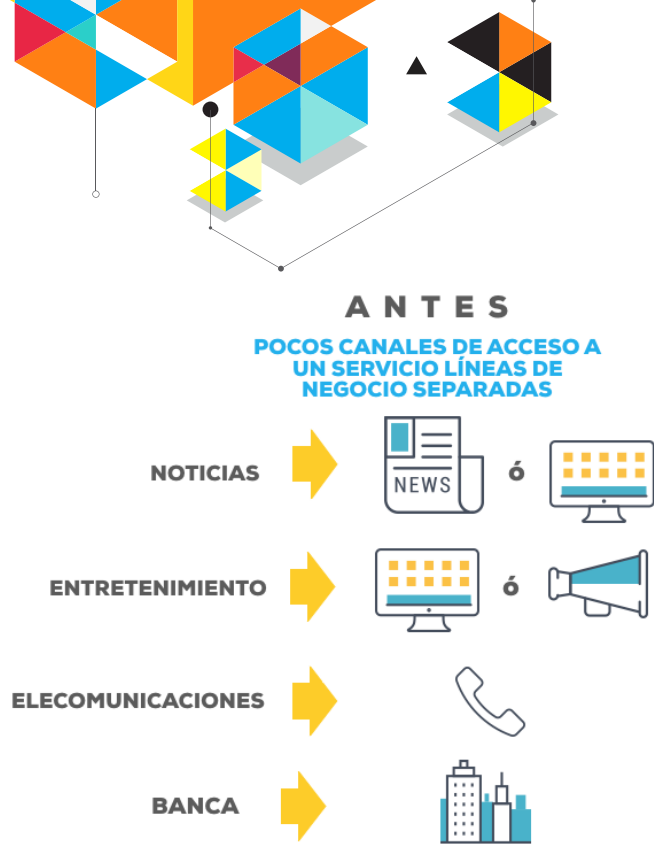 ANTES
POCOS CANALES DE ACCESO A
UN SERVICIO LÍNEAS DE
NEGOCIO SEPARADAS
NOTICIAS
NEWS
ó
ENTRETENIMIENTO
ó
ELECOMUNICACIONES
BANCA